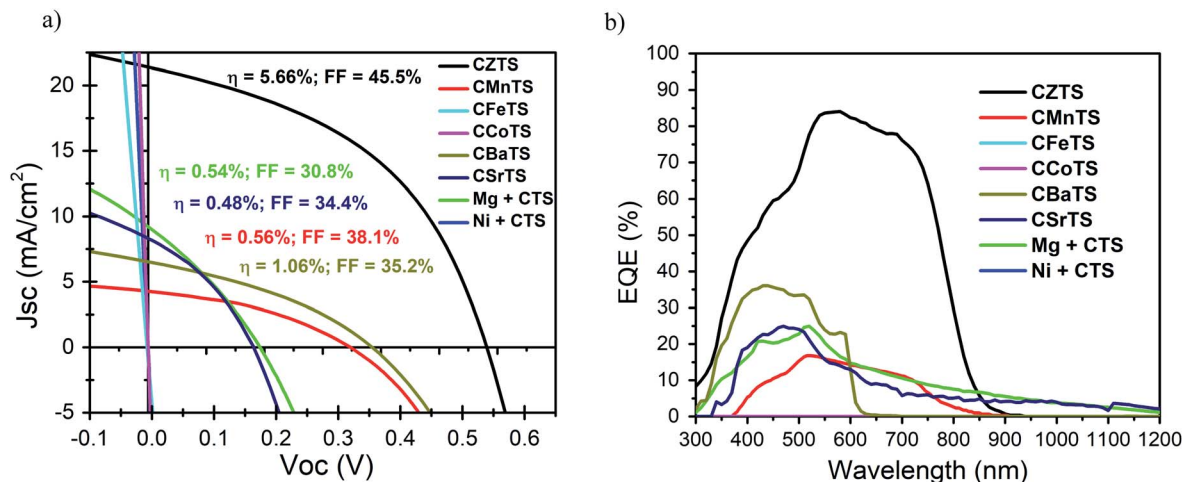 a)
Jsc (mA/cm²)
20
15
10
5
0
-5
-0.1 0.0 0.1 0.2 0.3 0.4 0.5 0.6
Voc (V)
η = 5.66%; FF = 45.5%
η = 0.54%; FF = 30.8%
η = 0.48%; FF = 34.4%
η = 0.56%; FF = 38.1%
η = 1.06%; FF = 35.2%
CZTS
CMnTS
CFeTS
CCoTS
CBaTS
CSrTS
Mg + CTS
Ni + CTS
b)
EQE (%)
100
90
80
70
60
50
40
30
20
10
0
300 400 500 600 700 800 900 1000 1100 1200
Wavelength (nm)
CZTS
CMnTS
CFeTS
CCoTS
CBaTS
CSrTS
Mg + CTS
Ni + CTS